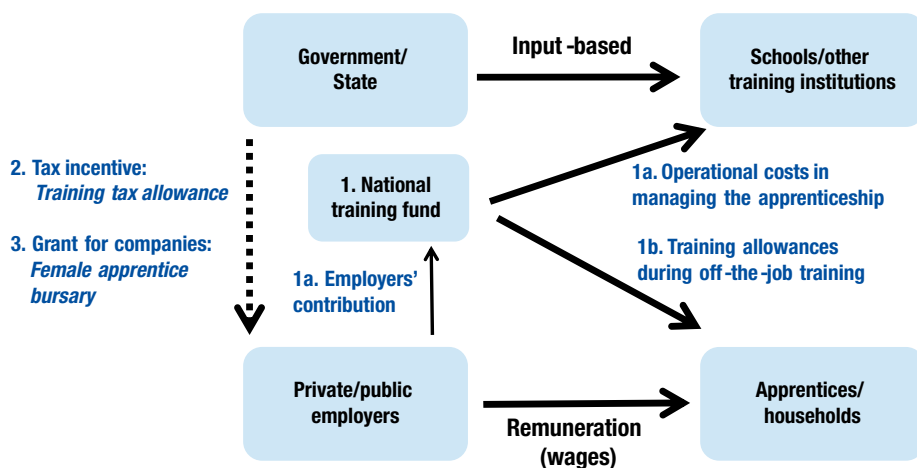 Government/
State
Input -based
Schools/other
training institutions
2. Tax incentive:
Training tax allowance
3. Grant for companies:
Female apprentice
bursary
1. National
training fund
1a. Operational costs in
managing the apprenticeship
1b. Training allowances
during off-the-job training
1a. Employers’
contribution
Private/public
employers
Remuneration
(wages)
Apprentices/
households